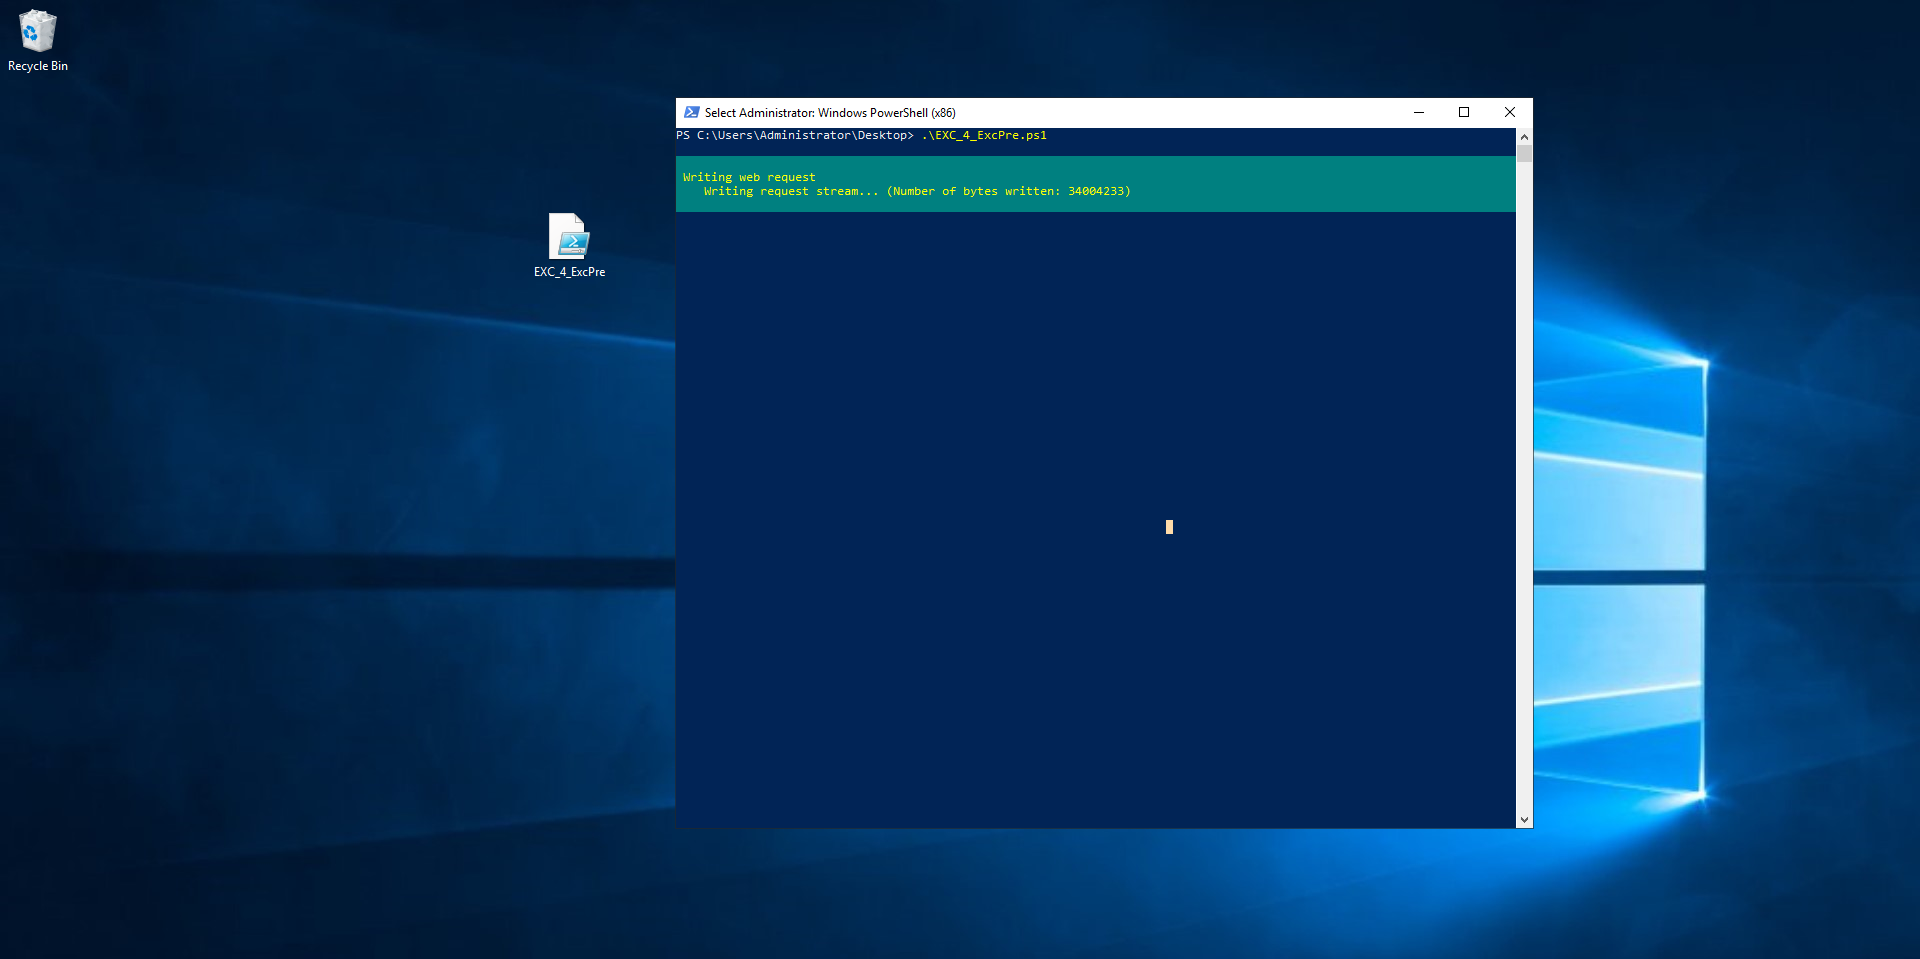 Recycle Bin
Select Administrator: Windows PowerShell (x86)
PS C:\Users\Administrator\Desktop> .\EXC_4_ExcPre.ps1
Writing web request
Writing request stream... (Number of bytes written: 34004233)
EXC_4_ExcPre